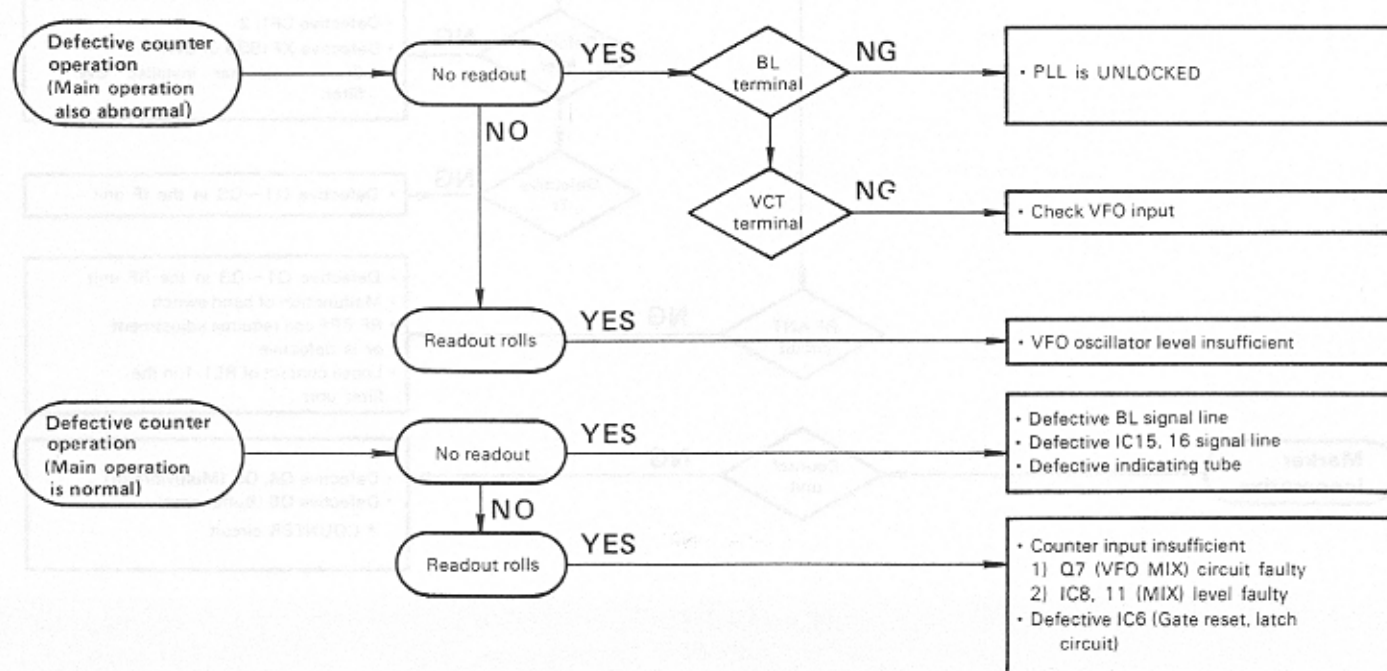 Defective counter
operation
(Main operation
also abnormal)
No readout
YES
BL
terminal
NG
• PLL is UNLOCKED
NO
VCT
terminal
NG
• Check VFO input
Readout rolls
YES
• VFO oscillator level insufficient
Defective counter
operation
(Main operation
is normal)
No readout
YES
• Defective BL signal line
• Defective IC15, 16 signal line
• Defective indicating tube
NO
Readout rolls
YES
• Counter input insufficient
1) Q7 (VFO MIX) circuit faulty
2) IC8, 11 (MIX) level faulty
• Defective IC6 (Gate reset, latch
circuit)